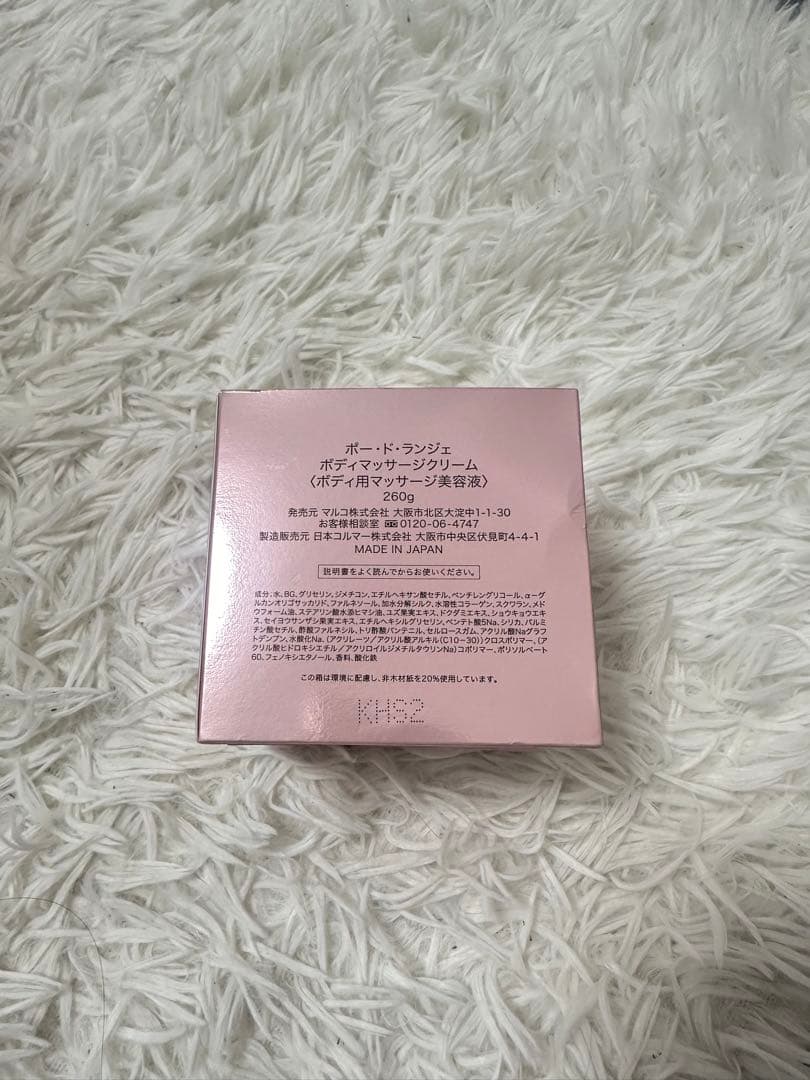 ポー・ド・ランジェ
ボディマッサージクリーム
〈ボディ用マッサージ美容液〉
260g
発売元 マルコ株式会社 大阪市北区大淀中1-1-30
お客様相談室 0120-06-4747
製造販売元 日本コルマー株式会社 大阪市中央区伏見町4-4-1
MADE IN JAPAN
説明書をよく読んでからお使いください。
成分:水、BG、グリセリン、ジメチコン、エチルヘキサン酸セチル、ペンチレングリコール、α-グ
ルカンオリゴサッカリド、ファルネソール、加水分解シルク、水溶性コラーゲン、スクワラン、メド
ウフォーム油、ステアリン酸水添ヒマシ油、ユズ果実エキス、ドクダミエキス、ショウキョウエキ
ス、セイヨウサンザシ果実エキス、エチルヘキシルグリセリン、ペンテト酸5Na、シリカ、パルミ
チン酸セチル、酢酸ファルネシル、トリ酢酸パンテニル、セルロースガム、アクリル酸Naグラフ
トデンプン、水酸化Na、(アクリレーツ/アクリル酸アルキル(C10-30))クロスポリマー、(ア
クリル酸ヒドロキシエチル/アクリロイルジメチルタウリンNa)コポリマー、ポリソルベート
60、フェノキシエタノール、香料、酸化鉄
この箱は環境に配慮し、非木材紙を20%使用しています。
KHS2